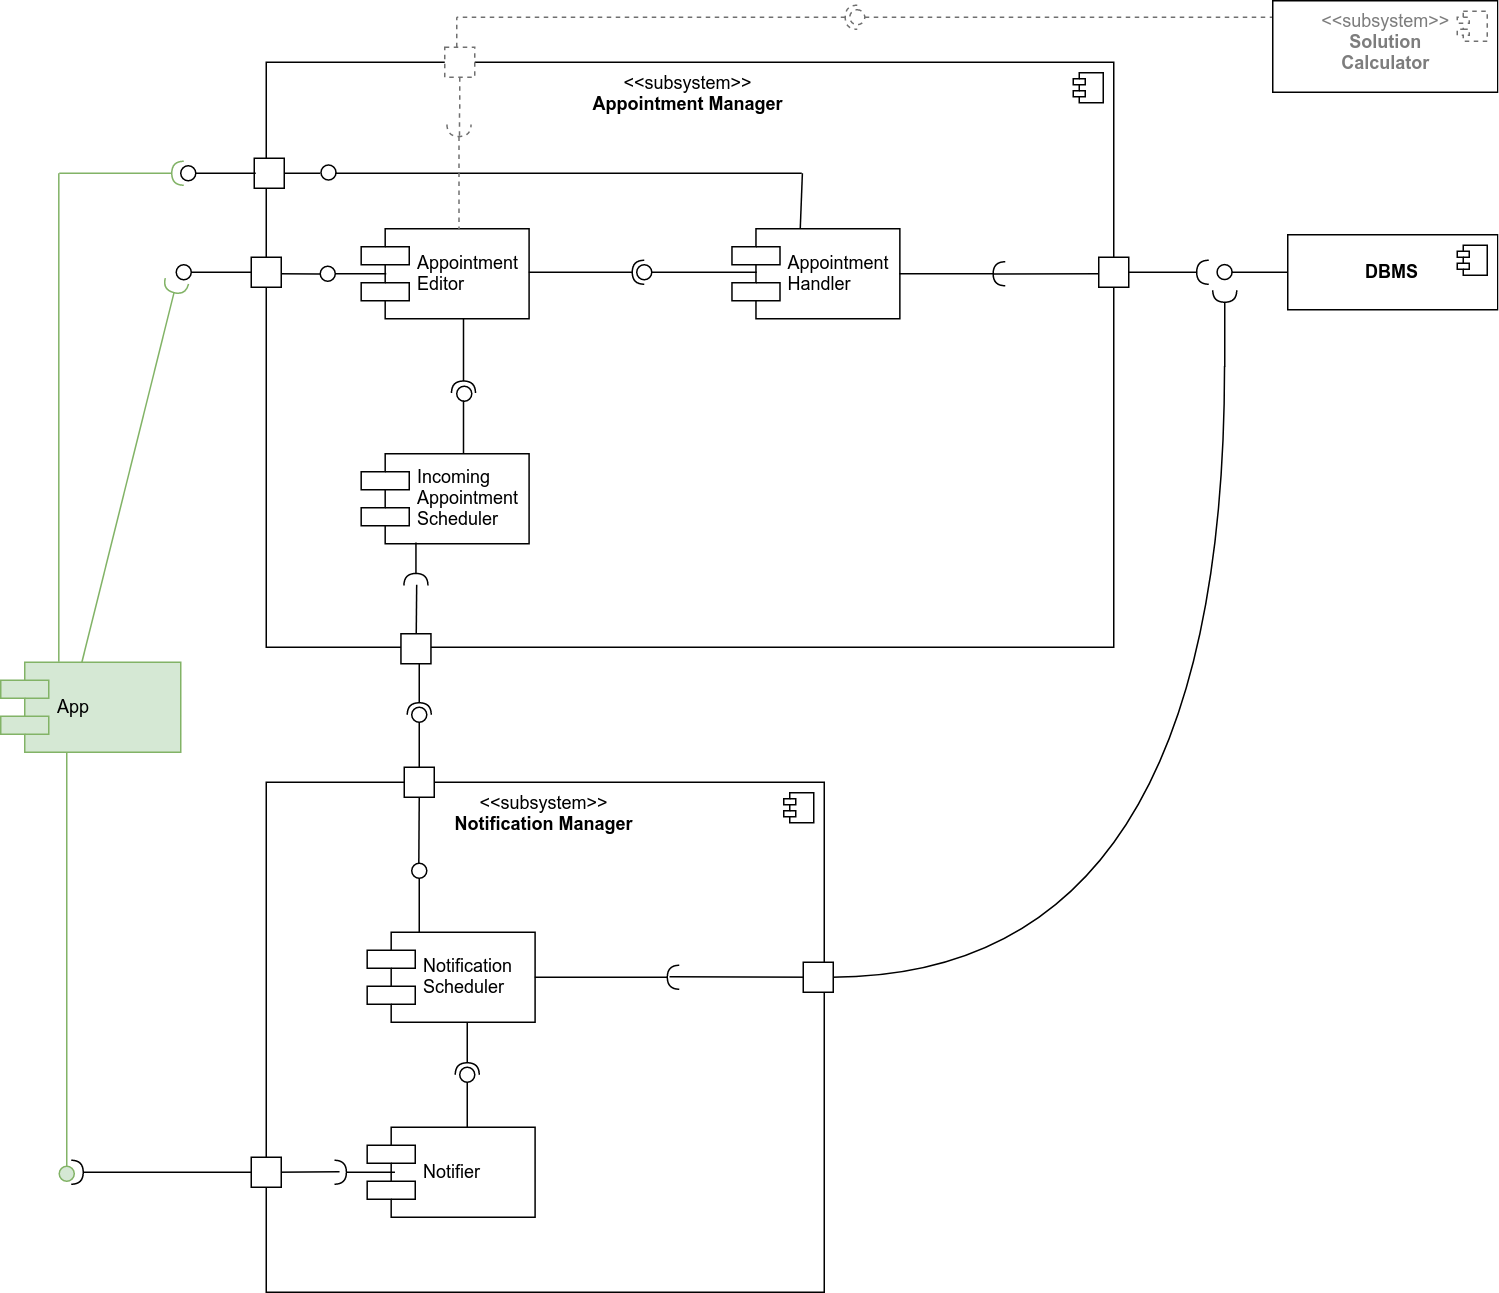 <<subsystem>>
Solution
Calculator
<<subsystem>>
Appointment Manager
Appointment
Editor
Appointment
Handler
DBMS
Incoming
Appointment
Scheduler
App
<<subsystem>>
Notification Manager
Notification
Scheduler
Notifier